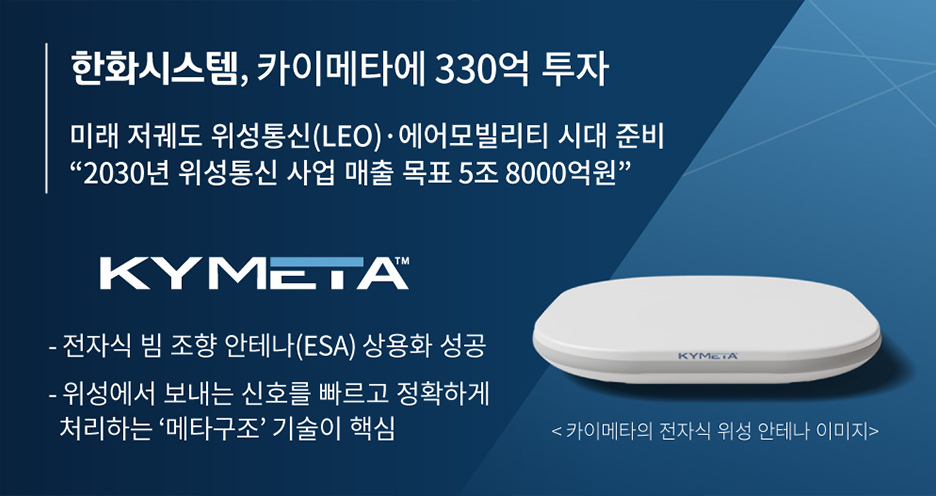 한화시스템, 카이메타에 330억 투자
미래 저궤도 위성통신(LEO)·에어모빌리티 시대 준비
“2030년 위성통신 사업 매출 목표 5조 8000억원”
KYMETA™
- 전자식 빔 조향 안테나(ESA) 상용화 성공
- 위성에서 보내는 신호를 빠르고 정확하게
처리하는 ‘메타구조’ 기술이 핵심
KYMETA
< 카이메타의 전자식 위성 안테나 이미지>